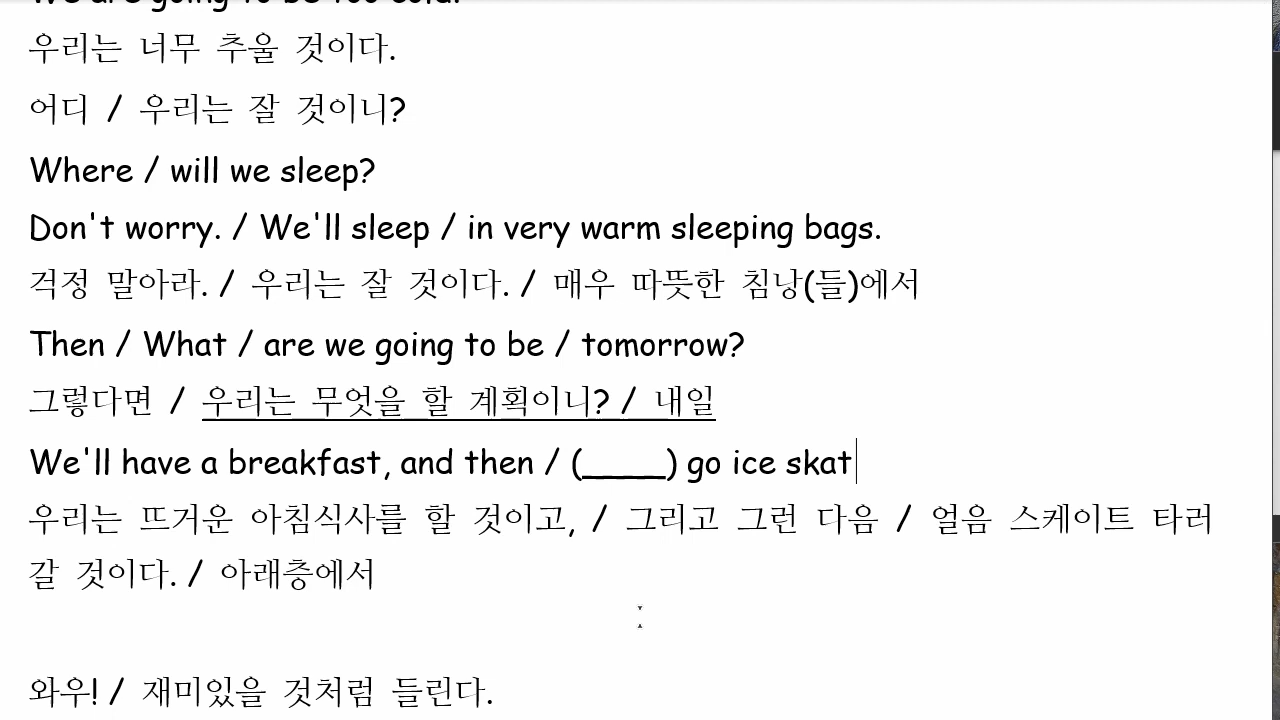 We are going to be too cold.
우리는 너무 추울 것이다.
어디 / 우리는 잘 것이니?
Where / will we sleep?
Don't worry. / We'll sleep / in very warm sleeping bags.
걱정 말아라. / 우리는 잘 것이다. / 매우 따뜻한 침낭(들)에서
Then / What / are we going to be / tomorrow?
그렇다면 / 우리는 무엇을 할 계획이니? / 내일
We'll have a breakfast, and then / (____) go ice skat
우리는 뜨거운 아침식사를 할 것이고, / 그리고 그런 다음 / 얼음 스케이트 타러
갈 것이다. / 아래층에서
와우! / 재미있을 것처럼 들린다.